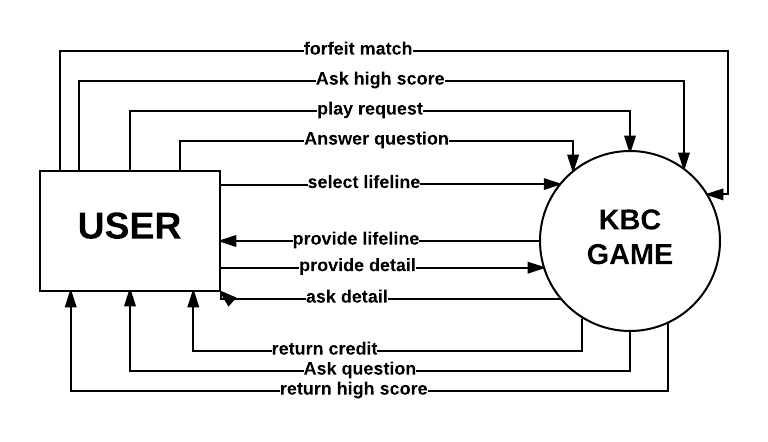 forfeit match
Ask high score
play request
Answer question
select lifeline
USER
KBC
GAME
provide lifeline
provide detail
ask detail
return credit
Ask question
return high score